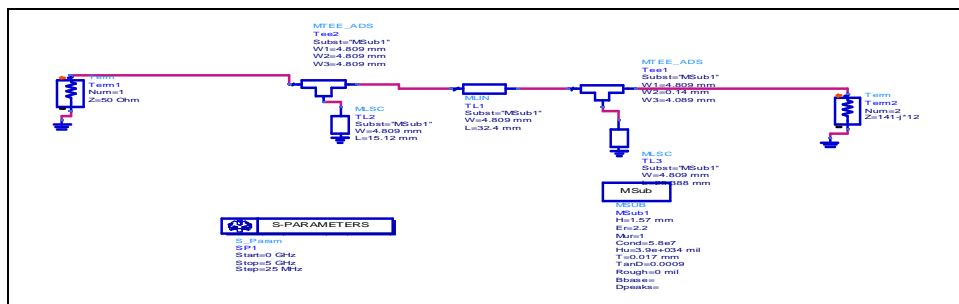 MTEE_ADS
Tee2
Subst="MSub1"
W1=4.809 mm
W2=4.809 mm
W3=4.809 mm
MTEE_ADS
Tee1
Subst="MSub1"
W1=4.809 mm
W2=0.14 mm
W3=4.089 mm
Term
Term1
Num=1
Z=50 Ohm
MLSC
TL2
Subst="MSub1"
W=4.809 mm
L=15.12 mm
MLIN
TL1
Subst="MSub1"
W=4.809 mm
L=32.4 mm
Term
Term2
Num=2
Z=141-j*12
MLSC
TL3
Subst="MSub1"
W=4.809 mm
MSub
MSUB
MSub1
H=1.57 mm
Er=2.2
Mur=1
Cond=5.8e7
Hu=3.9e+034 mil
T=0.017 mm
TanD=0.0009
Rough=0 mil
Bbase=
Dpeaks=
S-PARAMETERS
S_Param
SP1
Start=0 GHz
Stop=5 GHz
Step=25 MHz